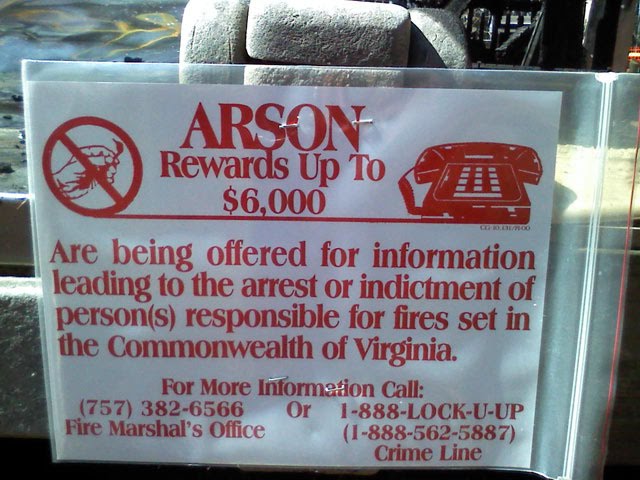 ARSON
Rewards Up To
$6,000
Are being offered for information
leading to the arrest or indictment of
person(s) responsible for fires set in
the Commonwealth of Virginia.
For More Information Call:
(757) 382-6566 Or 1-888-LOCK-U-UP
Fire Marshal's Office (1-888-562-5887)
Crime Line